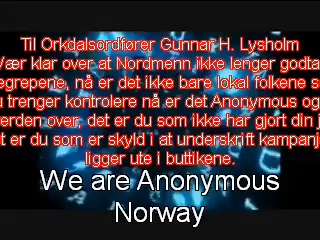 Til Orkdalsordfører Gunnar H. Lysholm
Vær klar over at Nordmenn ikke lenger godta
egrepene, nå er det ikke bare lokal folkene s
u trenger kontrolere nå er det Anonymous og
erden over, det er du som ikke har gjort din j
t er du som er skyld i at underskrift kampanj
ligger ute i buttikene.
We are Anonymous
Norway